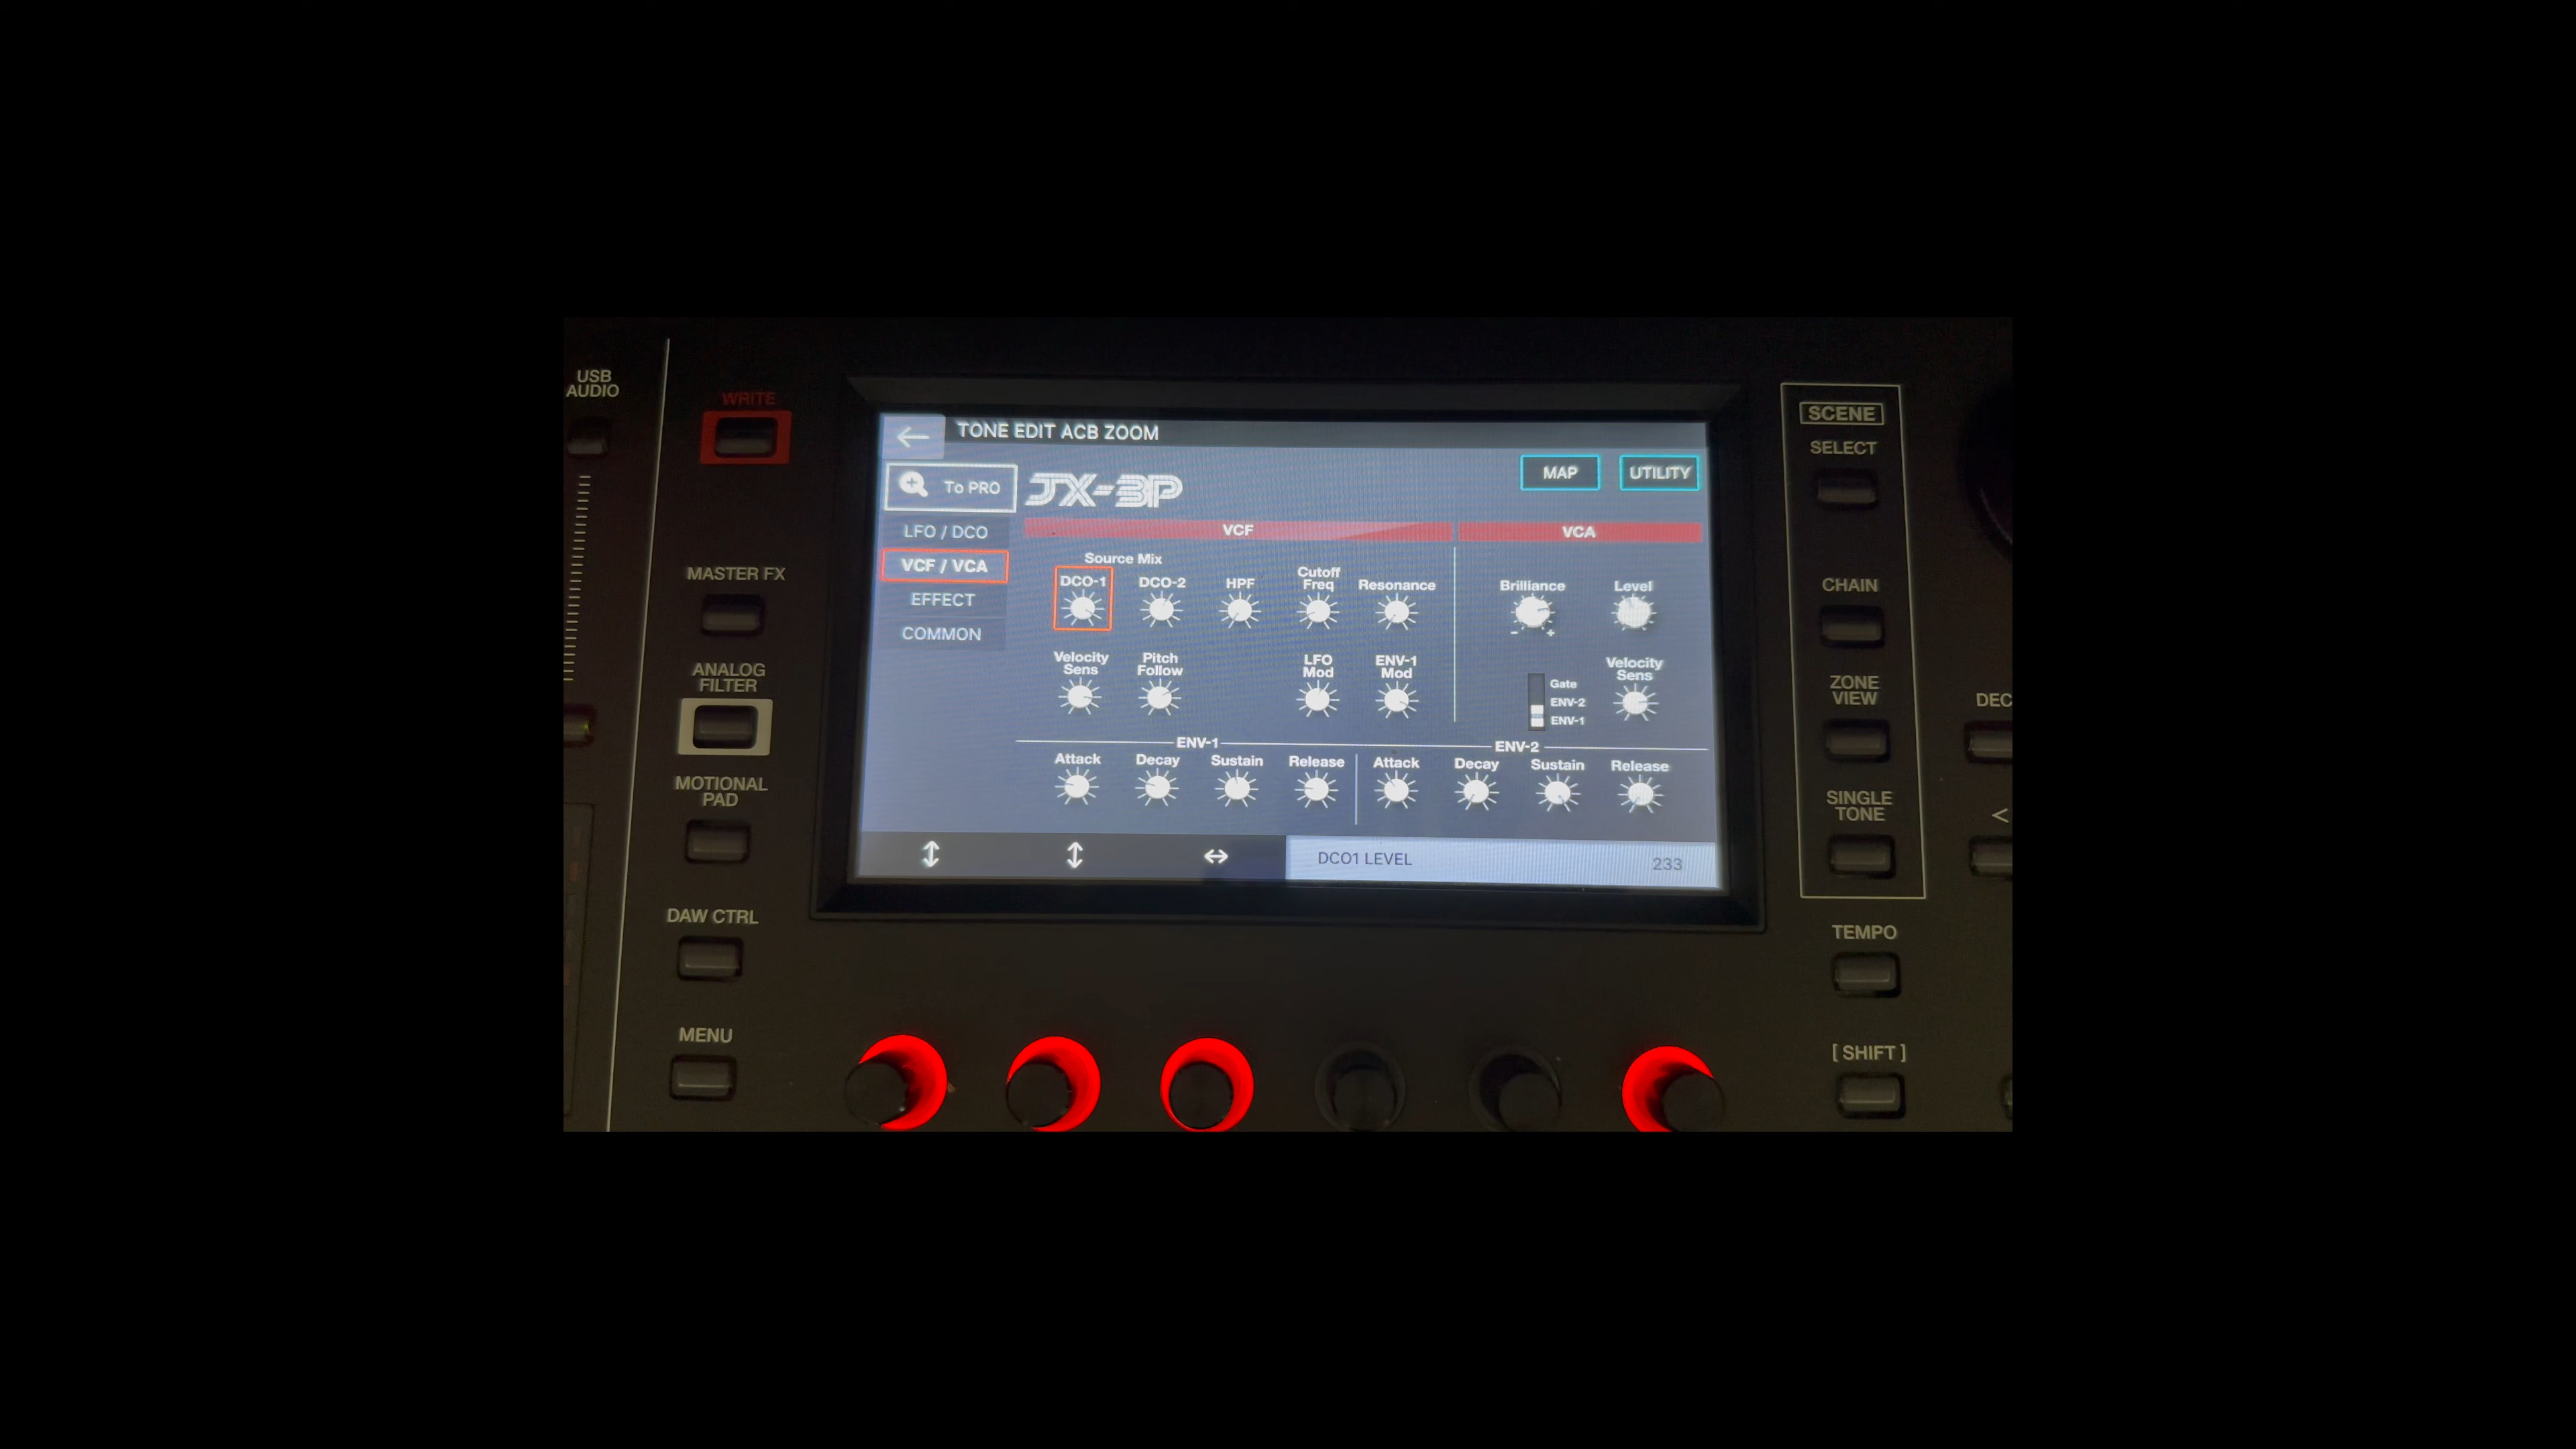 USB
AUDIO
WRITE
MASTER FX
ANALOG
FILTER
MOTIONAL
PAD
DAW CTRL
MENU
TONE EDIT ACB ZOOM
To PRO
JX-3P
MAP
UTILITY
LFO / DCO
VCF / VCA
EFFECT
COMMON
VCF
VCA
Source Mix
DCO-1
DCO-2
HPF
Cutoff
Freq
Resonance
Brilliance
- +
Level
Velocity
Sens
Pitch
Follow
LFO
Mod
ENV-1
Mod
Gate
ENV-2
ENV-1
Velocity
Sens
ENV-1
ENV-2
Attack
Decay
Sustain
Release
Attack
Decay
Sustain
Release
DCO1 LEVEL
233
SCENE
SELECT
CHAIN
ZONE
VIEW
SINGLE
TONE
TEMPO
[ SHIFT ]
DEC
<